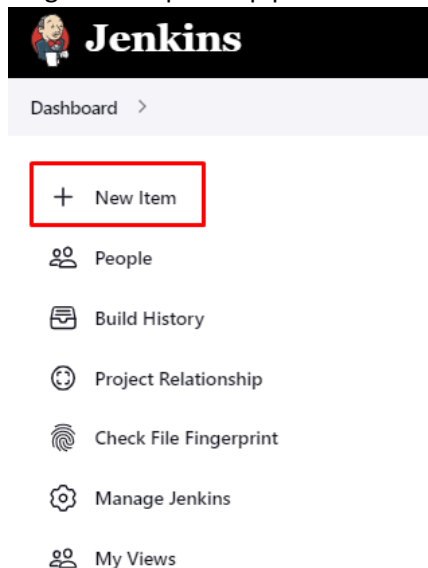 Jenkins
Dashboard >
+ New Item
People
Build History
Project Relationship
Check File Fingerprint
Manage Jenkins
My Views